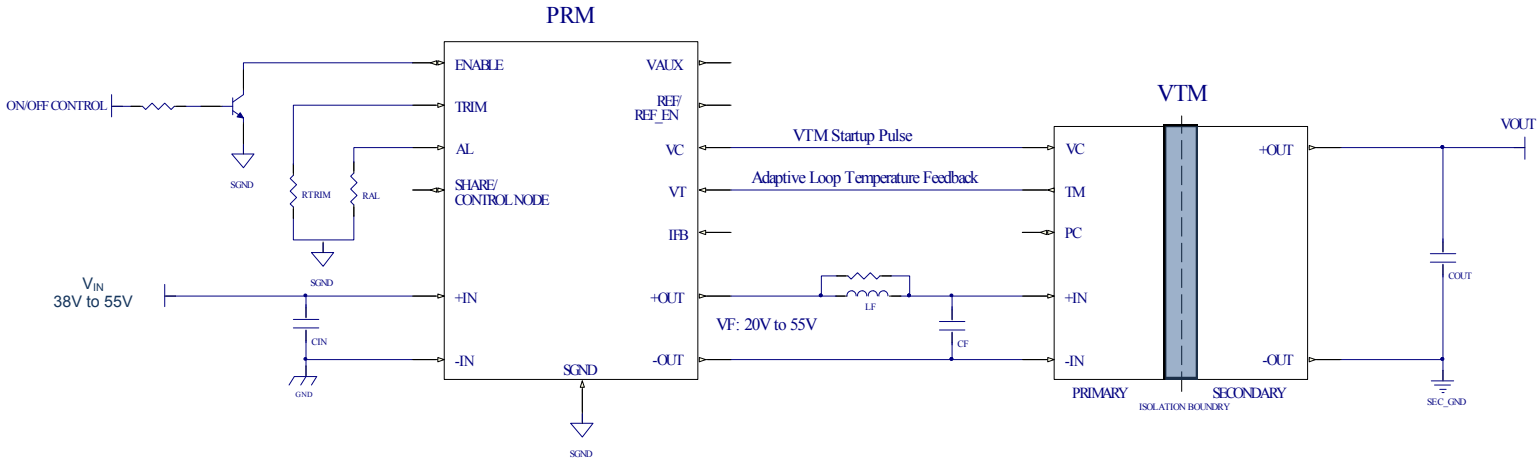 PRM
ENABLE
VAUX
ON/OFF CONTROL
TRIM
REF/
REF_EN
VTM
SGND
AL
VC
VTM Startup Pulse
VC
+OUT
VOUT
RTRIM
RAL
SHARE/
CONTROL NODE
VT
Adaptive Loop Temperature Feedback
TM
IFB
PC
SGND
COUT
VIN
38V to 55V
+IN
+OUT
LF
+IN
CIN
VF: 20V to 55V
CF
-IN
-OUT
-IN
-OUT
GND
SGND
PRIMARY
SECONDARY
ISOLATION BOUNDRY
SEC_GND
SGND